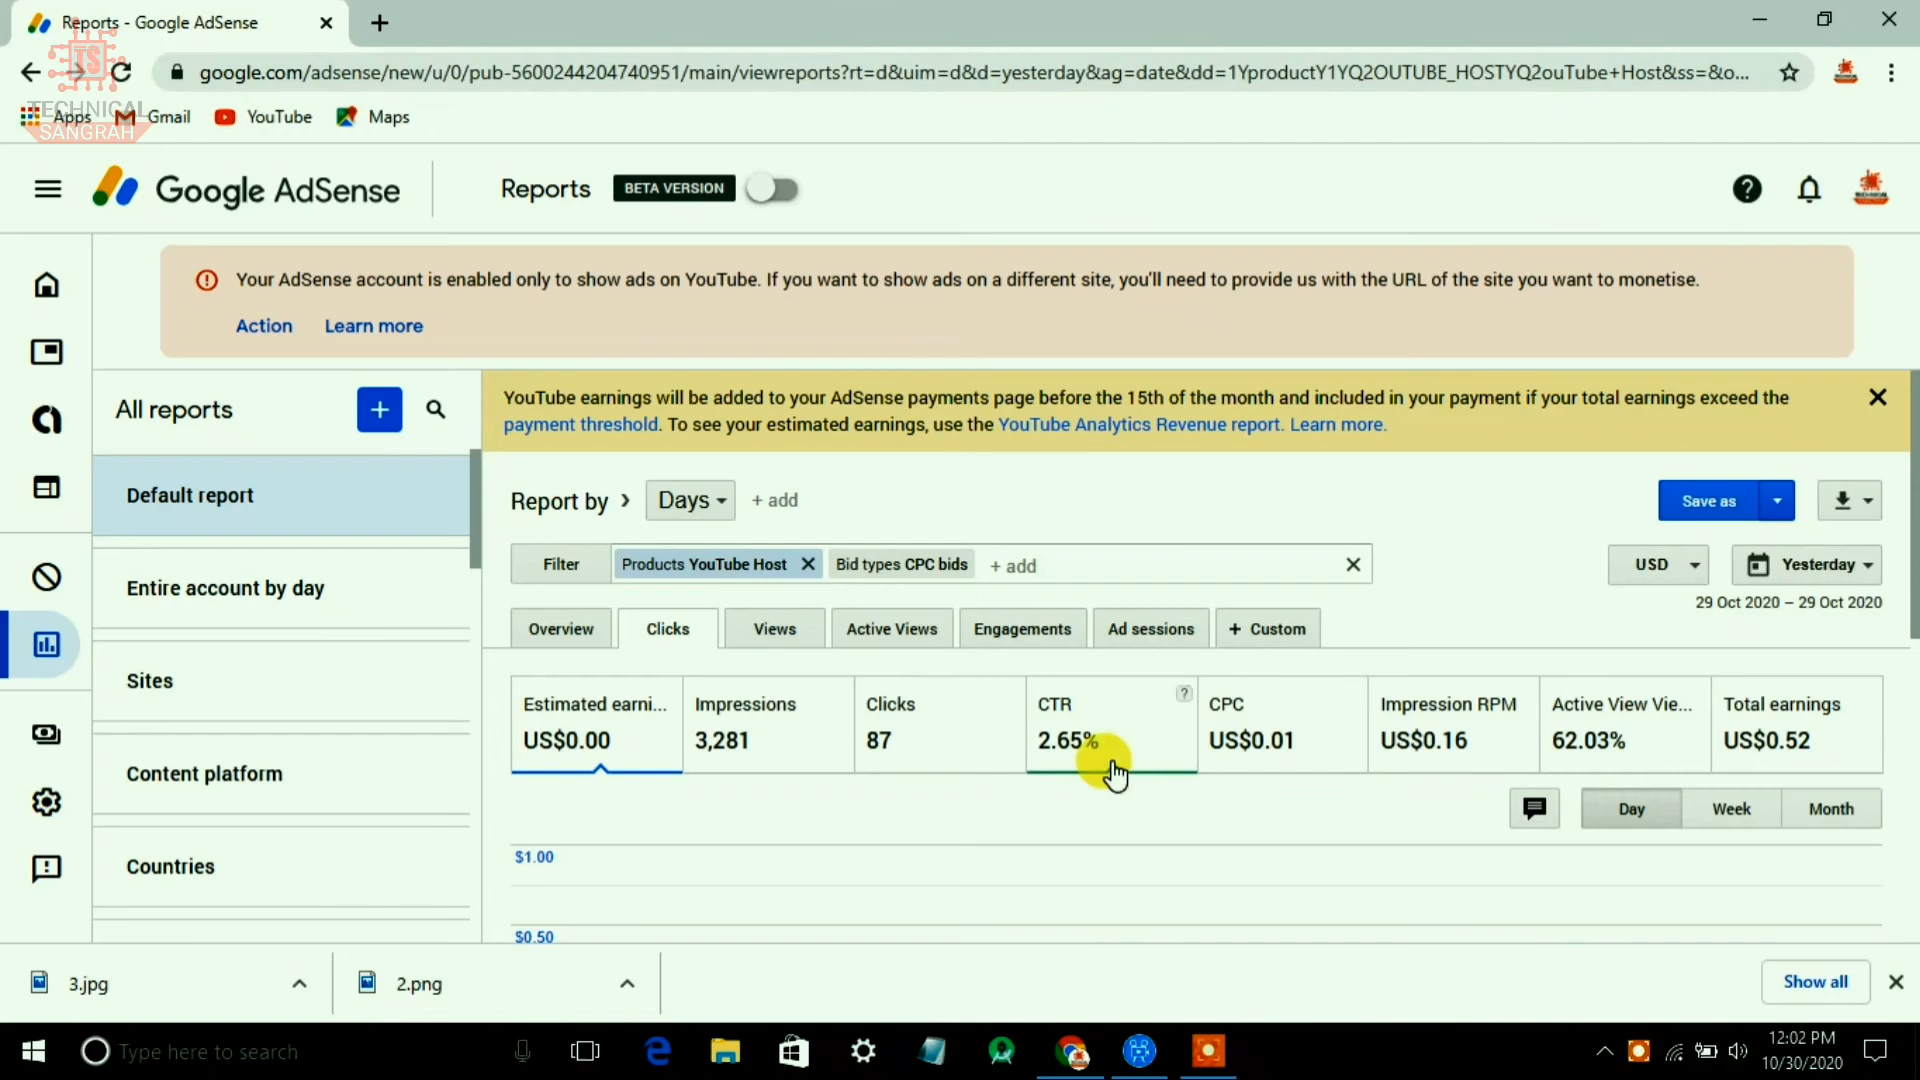 Reports - Google AdSense
google.com/adsense/new/u/0/pub-5600244204740951/main/viewreports?rt=d&uim=d&d=yesterday&ag=date&dd=1YproductY1YQ2OUTUBE_HOSTYQ2ouTube+Host&ss=&o...
TS
TECHNICAL
SANGRAH
Apps
Gmail
YouTube
Maps
Google AdSense
Reports
BETA VERSION
Your AdSense account is enabled only to show ads on YouTube. If you want to show ads on a different site, you'll need to provide us with the URL of the site you want to monetise.
Action
Learn more
All reports
YouTube earnings will be added to your AdSense payments page before the 15th of the month and included in your payment if your total earnings exceed the
payment threshold. To see your estimated earnings, use the YouTube Analytics Revenue report. Learn more.
Default report
Entire account by day
Sites
Content platform
Countries
Report by
Days
+ add
Save as
Filter
Products YouTube Host
Bid types CPC bids
+ add
USD
Yesterday
29 Oct 2020 – 29 Oct 2020
Overview
Clicks
Views
Active Views
Engagements
Ad sessions
+ Custom
Estimated earni...
US$0.00
Impressions
3,281
Clicks
87
CTR
2.65%
?
CPC
US$0.01
Impression RPM
US$0.16
Active View Vie...
62.03%
Total earnings
US$0.52
Day
Week
Month
$1.00
$0.50
3.jpg
2.png
Show all
Type here to search
12:02 PM
10/30/2020